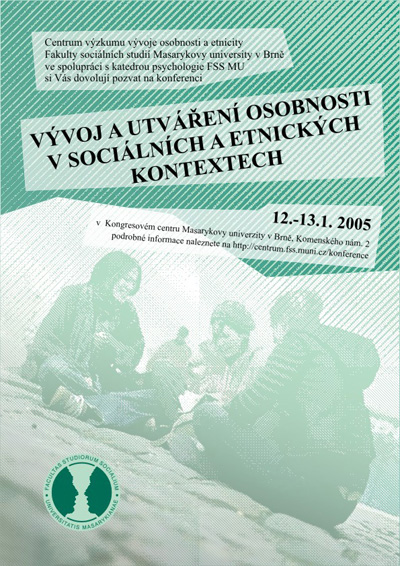 Centrum výzkumu vývoje osobnosti a etnicity
Fakulty sociálních studií Masarykovy university v Brně
ve spolupráci s katedrou psychologie FSS MU
si Vás dovolují pozvat na konferenci
VÝVOJ A UTVÁŘENÍ OSOBNOSTI
V SOCIÁLNÍCH A ETNICKÝCH
KONTEXTECH
12.-13.1. 2005
v Kongresovém centru Masarykovy univerzity v Brně, Komenského nám. 2
podrobné informace naleznete na http://centrum.fss.muni.cz/konference
FACULTAS STUDIORUM SOCIALIUM
UNIVERSITATIS MASARYKIANAE